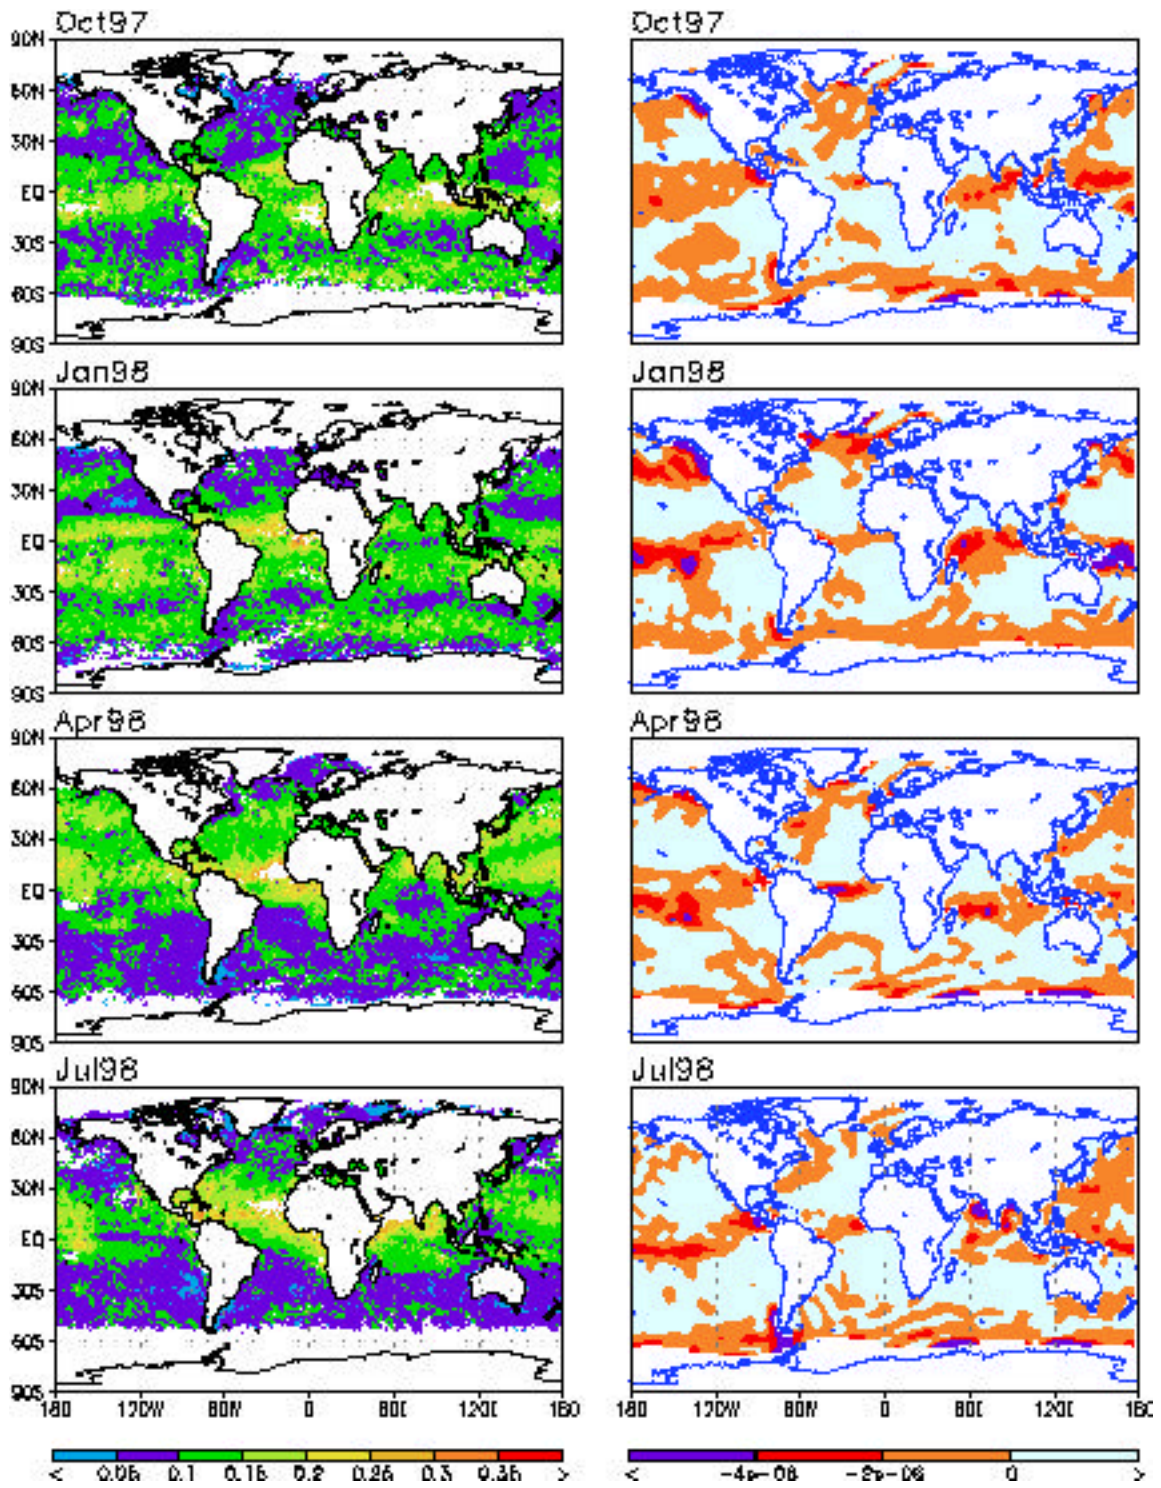 Oct97 Oct97
90N
60N
30N
EQ
30S
60S
90S
Jan98 Jan98
90N
60N
30N
EQ
30S
60S
90S
Apr98 Apr98
90N
60N
30N
EQ
30S
60S
90S
Jul98 Jul98
90N
60N
30N
EQ
30S
60S
90S
180 120W 60W 0 60E 120E 180 180 120W 60W 0 60E 120E 180
< 0.05 0.1 0.15 0.2 0.25 0.3 0.35 > < -4e-06 -2e-06 0 >